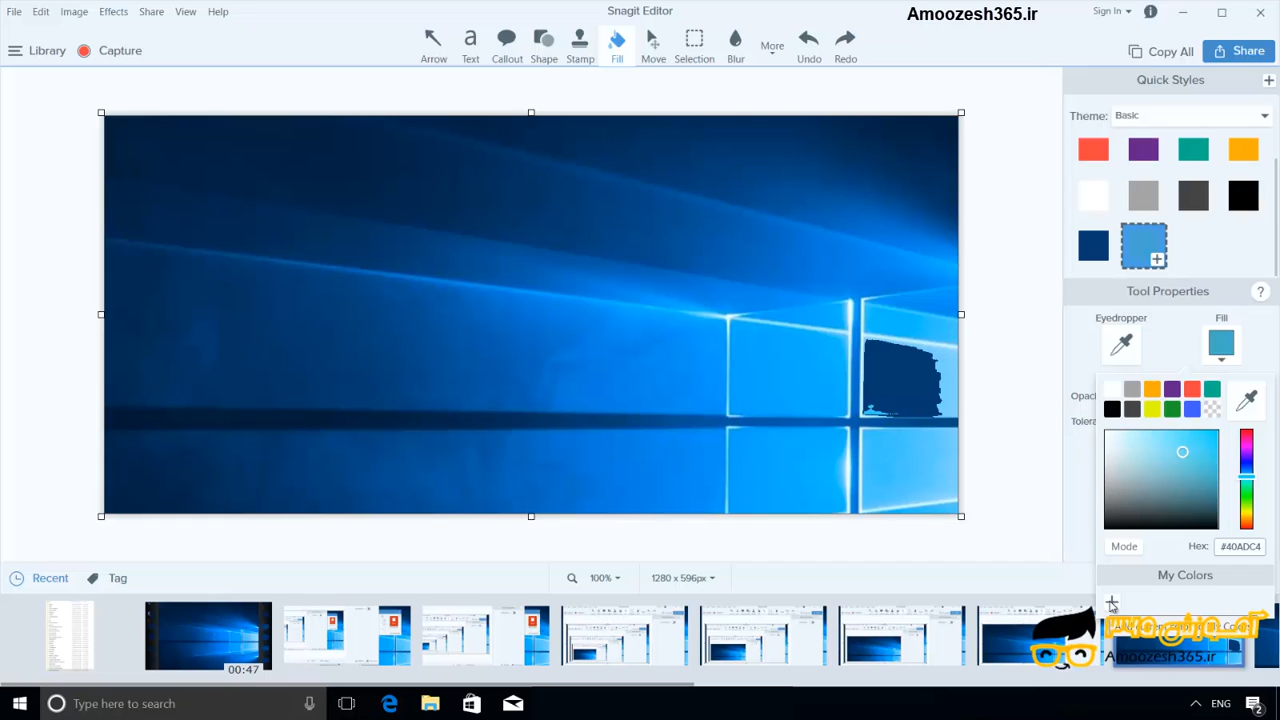 File Edit Image Effects Share View Help
Snagit Editor
Amoozesh365.ir
Sign In
Library Capture
Arrow Text Callout Shape Stamp Fill Move Selection Blur More Undo Redo
Copy All Share
Quick Styles
Theme: Basic
Tool Properties ?
Eyedropper Fill
Mode Hex: #40ADC4
My Colors
Recent Tag
100% 1280 x 596px
00:47
Amoozesh365.ir
Type here to search
ENG 2